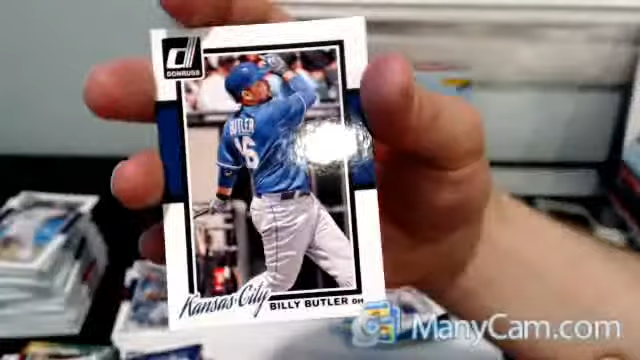 DONRUSS
BUTLER
16
Kansas City
BILLY BUTLER DH
ManyCam.com